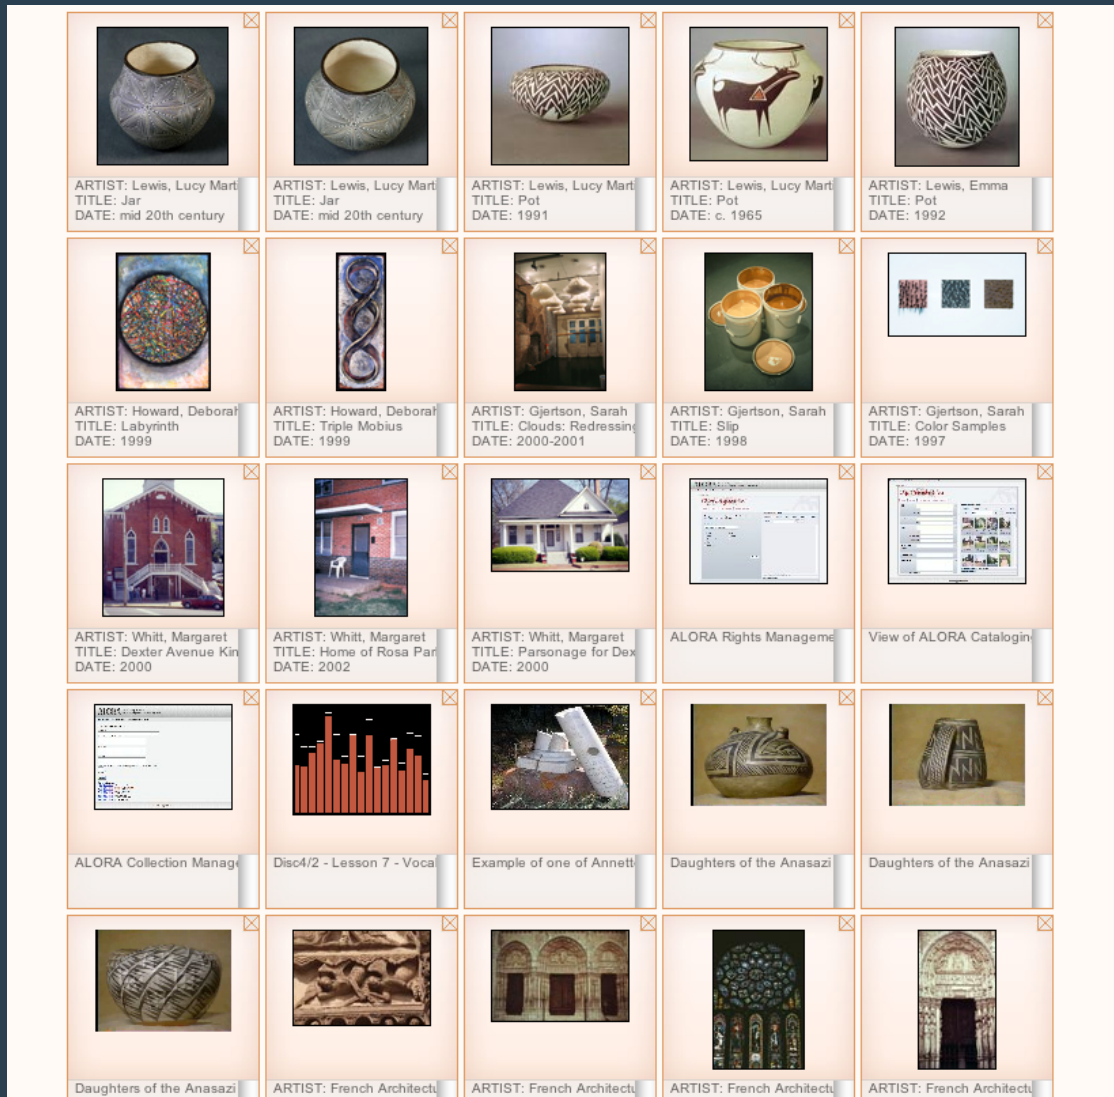 ARTIST: Lewis, Lucy Mart
TITLE: Jar
DATE: mid 20th century
ARTIST: Lewis, Lucy Mart
TITLE: Jar
DATE: mid 20th century
ARTIST: Lewis, Lucy Mart
TITLE: Pot
DATE: 1991
ARTIST: Lewis, Lucy Mart
TITLE: Pot
DATE: c. 1965
ARTIST: Lewis, Emma
TITLE: Pot
DATE: 1992
ARTIST: Howard, Deborah
TITLE: Labyrinth
DATE: 1999
ARTIST: Howard, Deborah
TITLE: Triple Mobius
DATE: 1999
ARTIST: Gjertson, Sarah
TITLE: Clouds: Redressing
DATE: 2000-2001
ARTIST: Gjertson, Sarah
TITLE: Slip
DATE: 1998
ARTIST: Gjertson, Sarah
TITLE: Color Samples
DATE: 1997
ARTIST: Whitt, Margaret
TITLE: Dexter Avenue Kin
DATE: 2000
ARTIST: Whitt, Margaret
TITLE: Home of Rosa Par
DATE: 2002
ARTIST: Whitt, Margaret
TITLE: Parsonage for Dex
DATE: 2000
ALORA Rights Manageme
View of ALORA Catalogin
ALORA Collection Manage
Disc4/2 - Lesson 7 - Vocal
Example of one of Annett
Daughters of the Anasazi
Daughters of the Anasazi
Daughters of the Anasazi
ARTIST: French Architectu
ARTIST: French Architectu
ARTIST: French Architectu
ARTIST: French Architectu